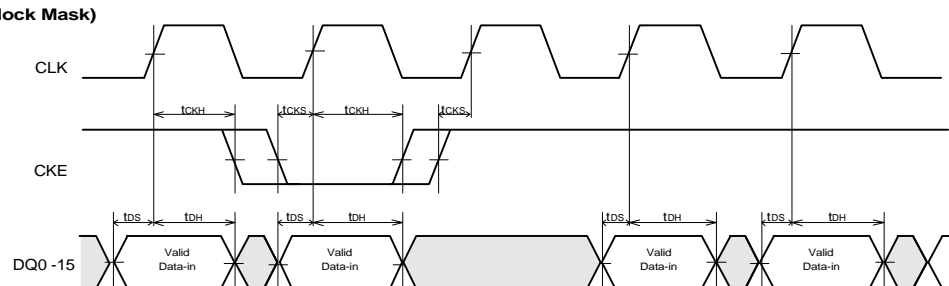 lock Mask)
CLK
tCKH tCKS tCKH tCKS
CKE
tDS tDH tDS tDH tDS tDH tDS tDH
DQ0 -15
Valid Data-in
Valid Data-in
Valid Data-in
Valid Data-in